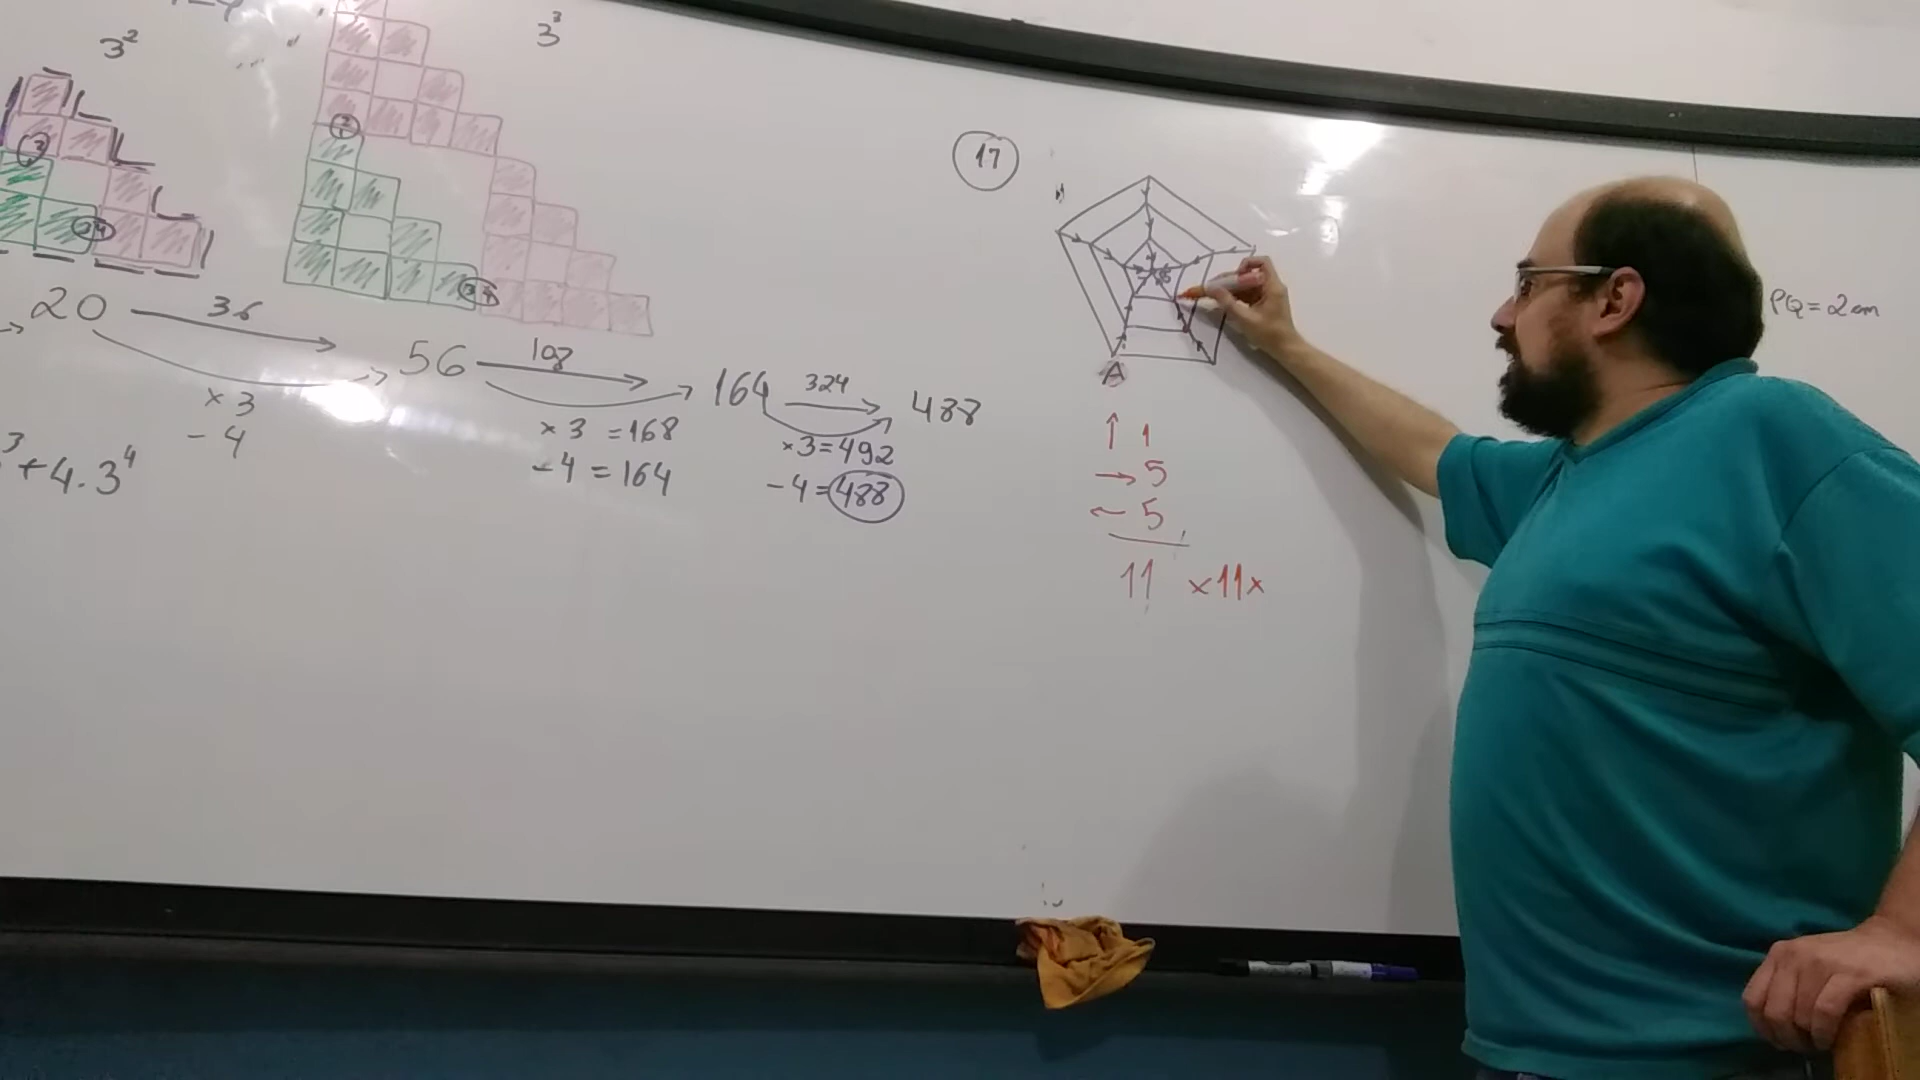 3²
3³
20 36 56 108 164 324 488
× 3
- 4
× 3 = 168
- 4 = 164
×3 = 492
- 4 = 488
³ + 4 . 3⁴
17
A
↑ 1
→ 5
← 5
11 ×11×
PQ = 2cm